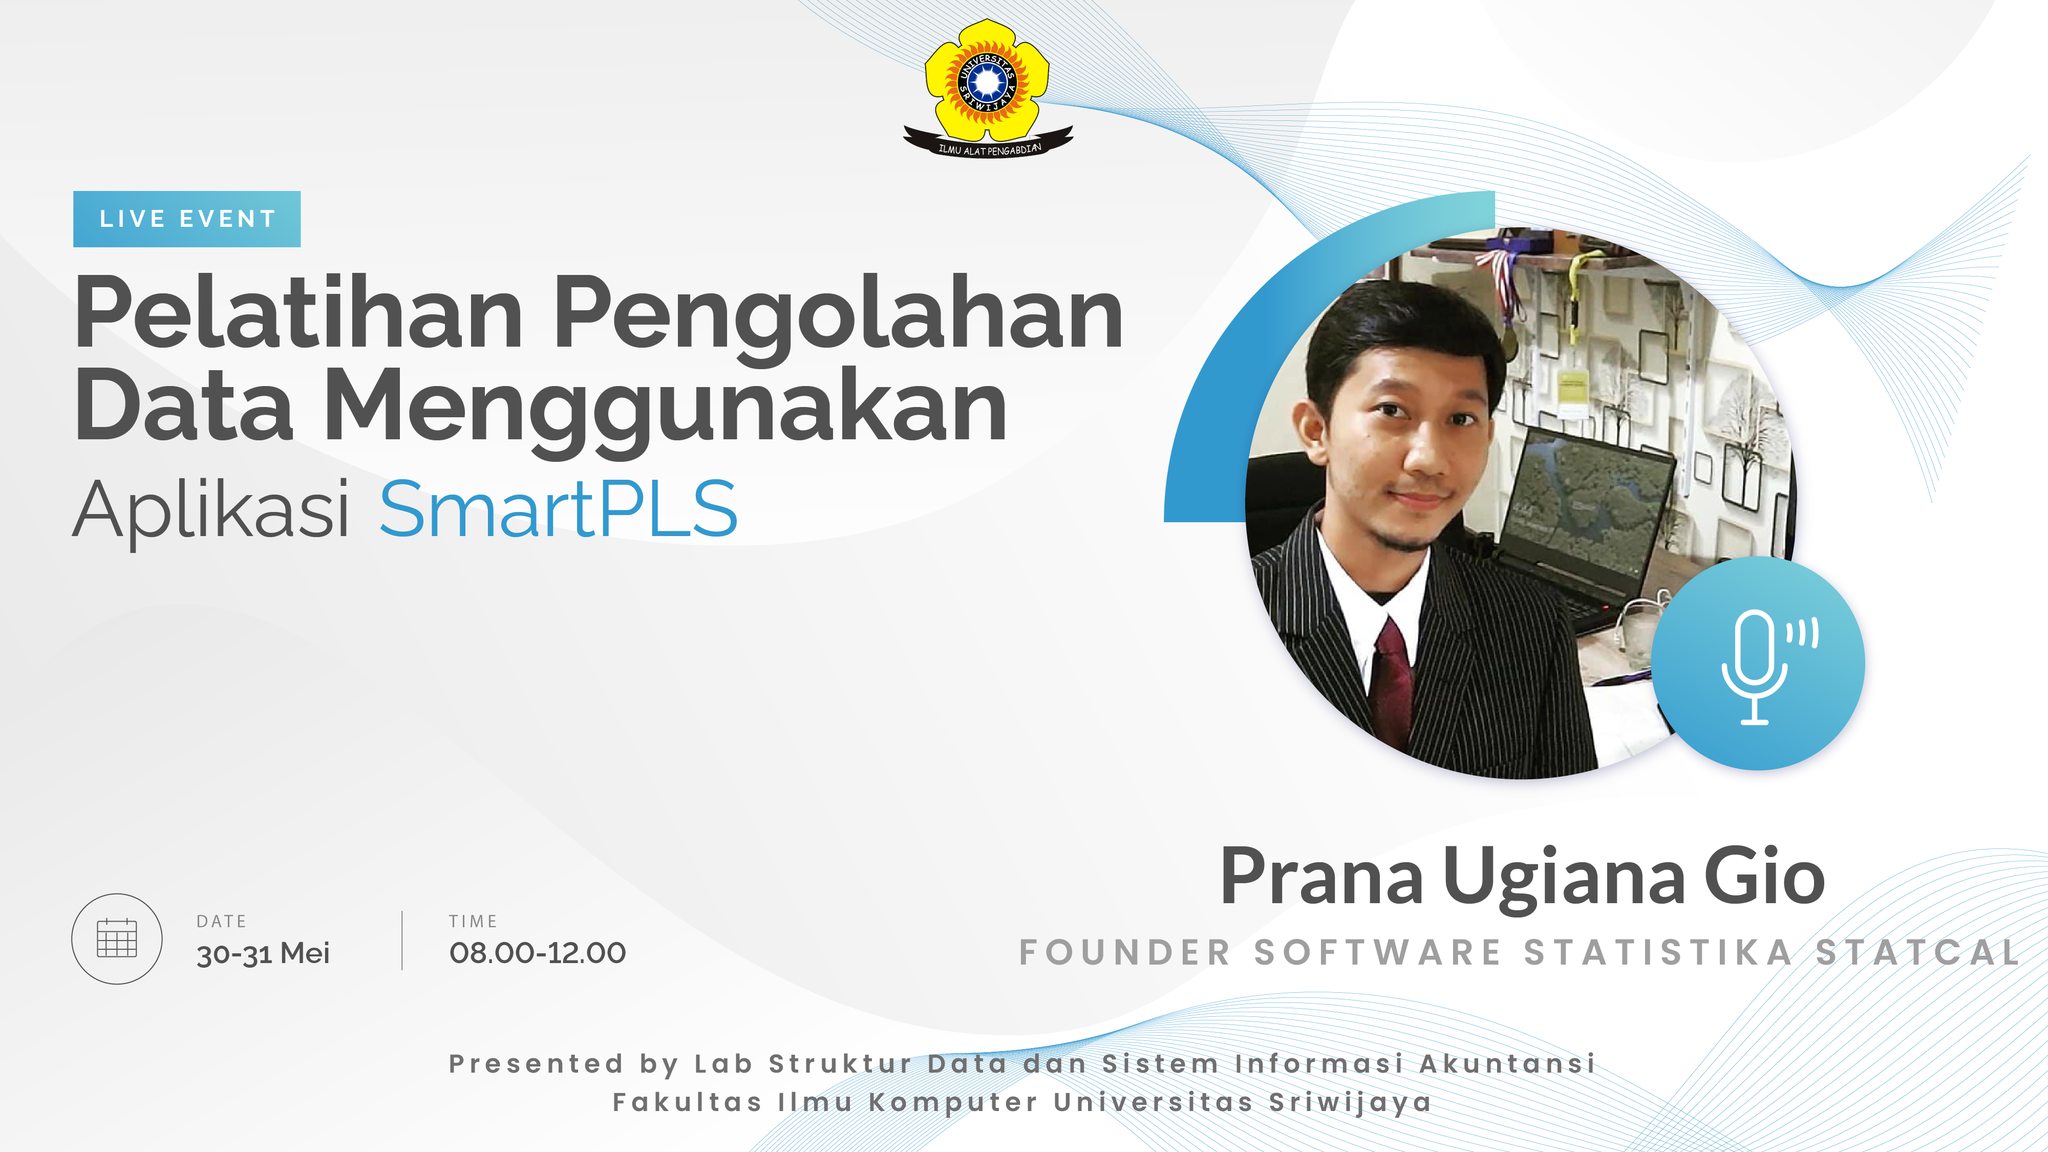 UNIVERSITAS
SRIWIJAYA
ILMU ALAT PENGABDIAN
LIVE EVENT
Pelatihan Pengolahan
Data Menggunakan
Aplikasi SmartPLS
Prana Ugiana Gio
FOUNDER SOFTWARE STATISTIKA STATCAL
DATE
30-31 Mei
TIME
08.00-12.00
Presented by Lab Struktur Data dan Sistem Informasi Akuntansi
Fakultas Ilmu Komputer Universitas Sriwijaya